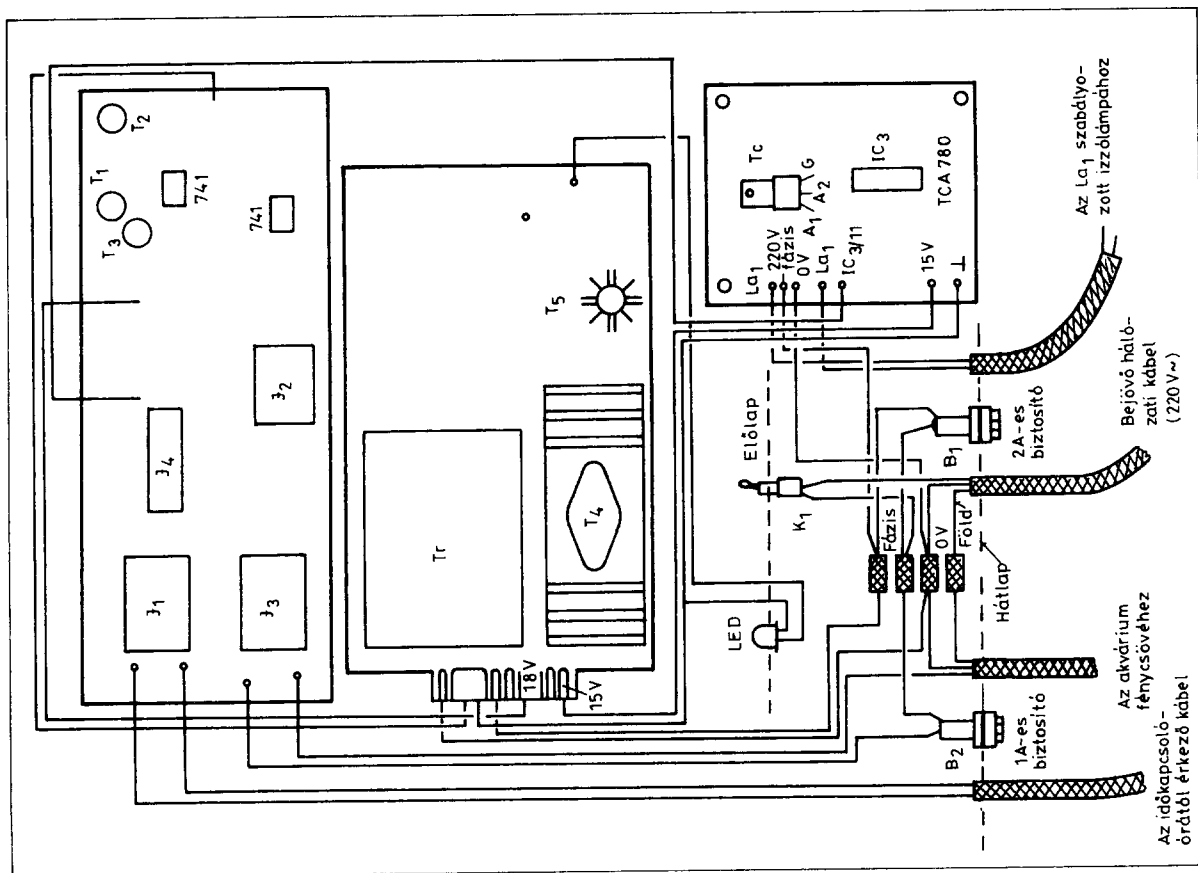 T2
T1
T3
741
741
J4
J2
J1
J3
Tr
T4
T5
18V
15V
Tc
A1
A2
G
IC3
TCA 780
La1
220V
fázis
0V
La1
IC3/11
15V
⊥
Előlap
LED
K1
Fázis
0V
Föld
Hátlap
B1
2A-es
biztosító
B2
1A-es
biztosító
Az La1 szabályo-
zott izzólámpához
Bejövő háló-
zati kábel
(220V~)
Az akvárium
fénycsövéhez
Az időkapcsoló-
órától érkező kábel